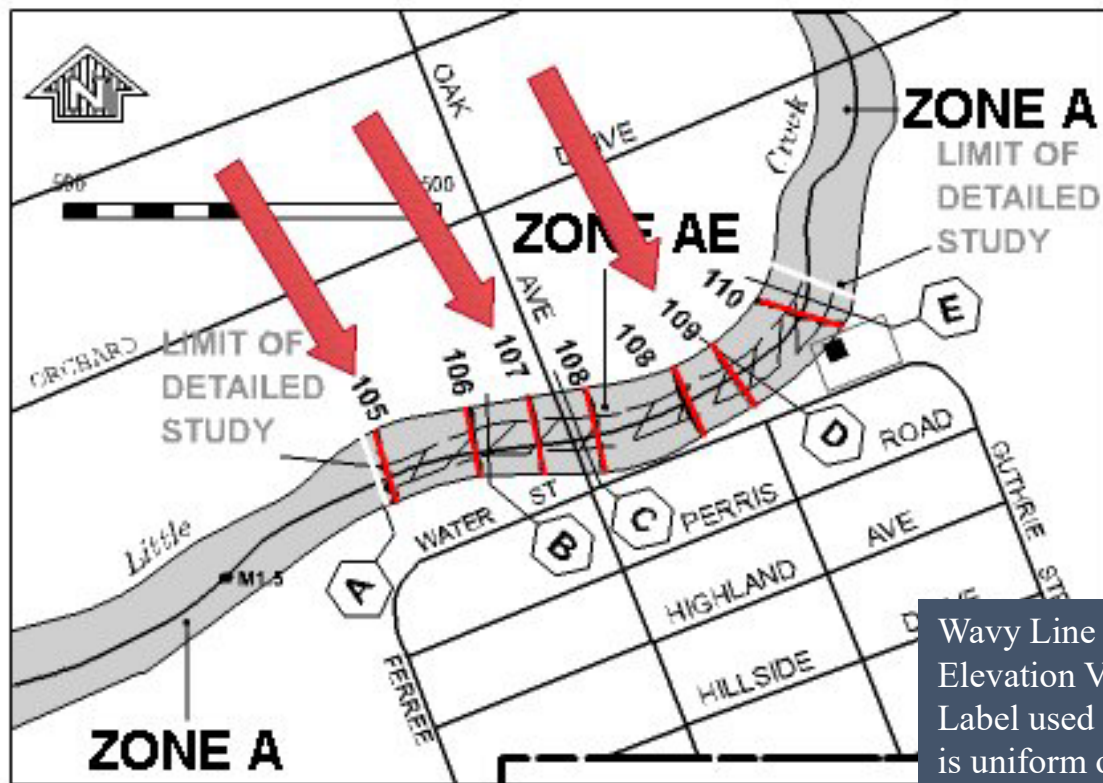 N
OAK
DRIVE
Creek
ZONE A
LIMIT OF
DETAILED
STUDY
500
500
ZONE AE
AVE
110
E
109
108
108
107
106
105
ORCHARD
LIMIT OF
DETAILED
STUDY
D
ROAD
GUTHRIE
ST
PERRIS
C
AVE
WATER
B
Little
A
HIGHLAND
M1.5
HILLSIDE
FERREE
ZONE A
Wavy Line
Elevation
Label used
is uniform